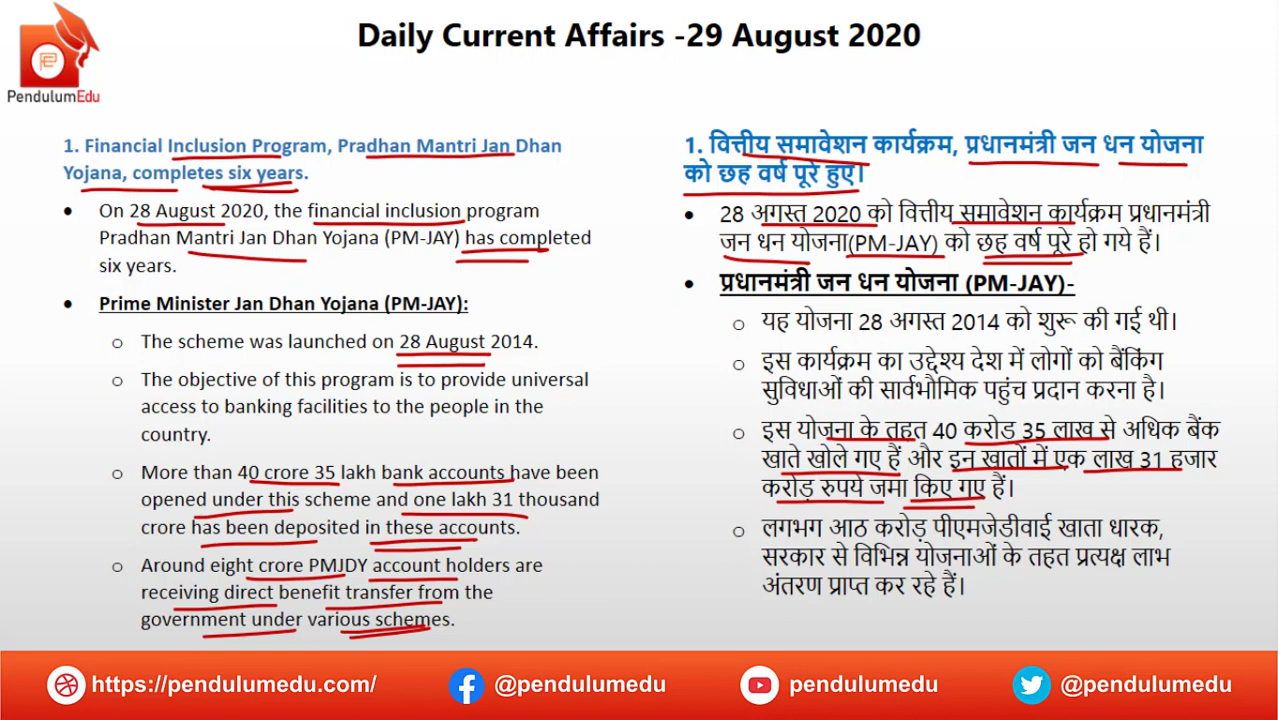 Daily Current Affairs -29 August 2020
PendulumEdu
1. Financial Inclusion Program, Pradhan Mantri Jan Dhan
Yojana, completes six years.
• On 28 August 2020, the financial inclusion program
Pradhan Mantri Jan Dhan Yojana (PM-JAY) has completed
six years.
• Prime Minister Jan Dhan Yojana (PM-JAY):
o The scheme was launched on 28 August 2014.
o The objective of this program is to provide universal
access to banking facilities to the people in the
country.
o More than 40 crore 35 lakh bank accounts have been
opened under this scheme and one lakh 31 thousand
crore has been deposited in these accounts.
o Around eight crore PMJDY account holders are
receiving direct benefit transfer from the
government under various schemes.
1. वित्तीय समावेशन कार्यक्रम, प्रधानमंत्री जन धन योजना
को छह वर्ष पूरे हुए।
• 28 अगस्त 2020 को वित्तीय समावेशन कार्यक्रम प्रधानमंत्री
जन धन योजना(PM-JAY) को छह वर्ष पूरे हो गये हैं।
• प्रधानमंत्री जन धन योजना (PM-JAY)-
o यह योजना 28 अगस्त 2014 को शुरू की गई थी।
o इस कार्यक्रम का उद्देश्य देश में लोगों को बैंकिंग
सुविधाओं की सार्वभौमिक पहुंच प्रदान करना है।
o इस योजना के तहत 40 करोड़ 35 लाख से अधिक बैंक
खाते खोले गए हैं और इन खातों में एक लाख 31 हजार
करोड़ रुपये जमा किए गए हैं।
o लगभग आठ करोड़ पीएमजेडीवाई खाता धारक,
सरकार से विभिन्न योजनाओं के तहत प्रत्यक्ष लाभ
अंतरण प्राप्त कर रहे हैं।
https://pendulumedu.com/ @pendulumedu pendulumedu @pendulumedu